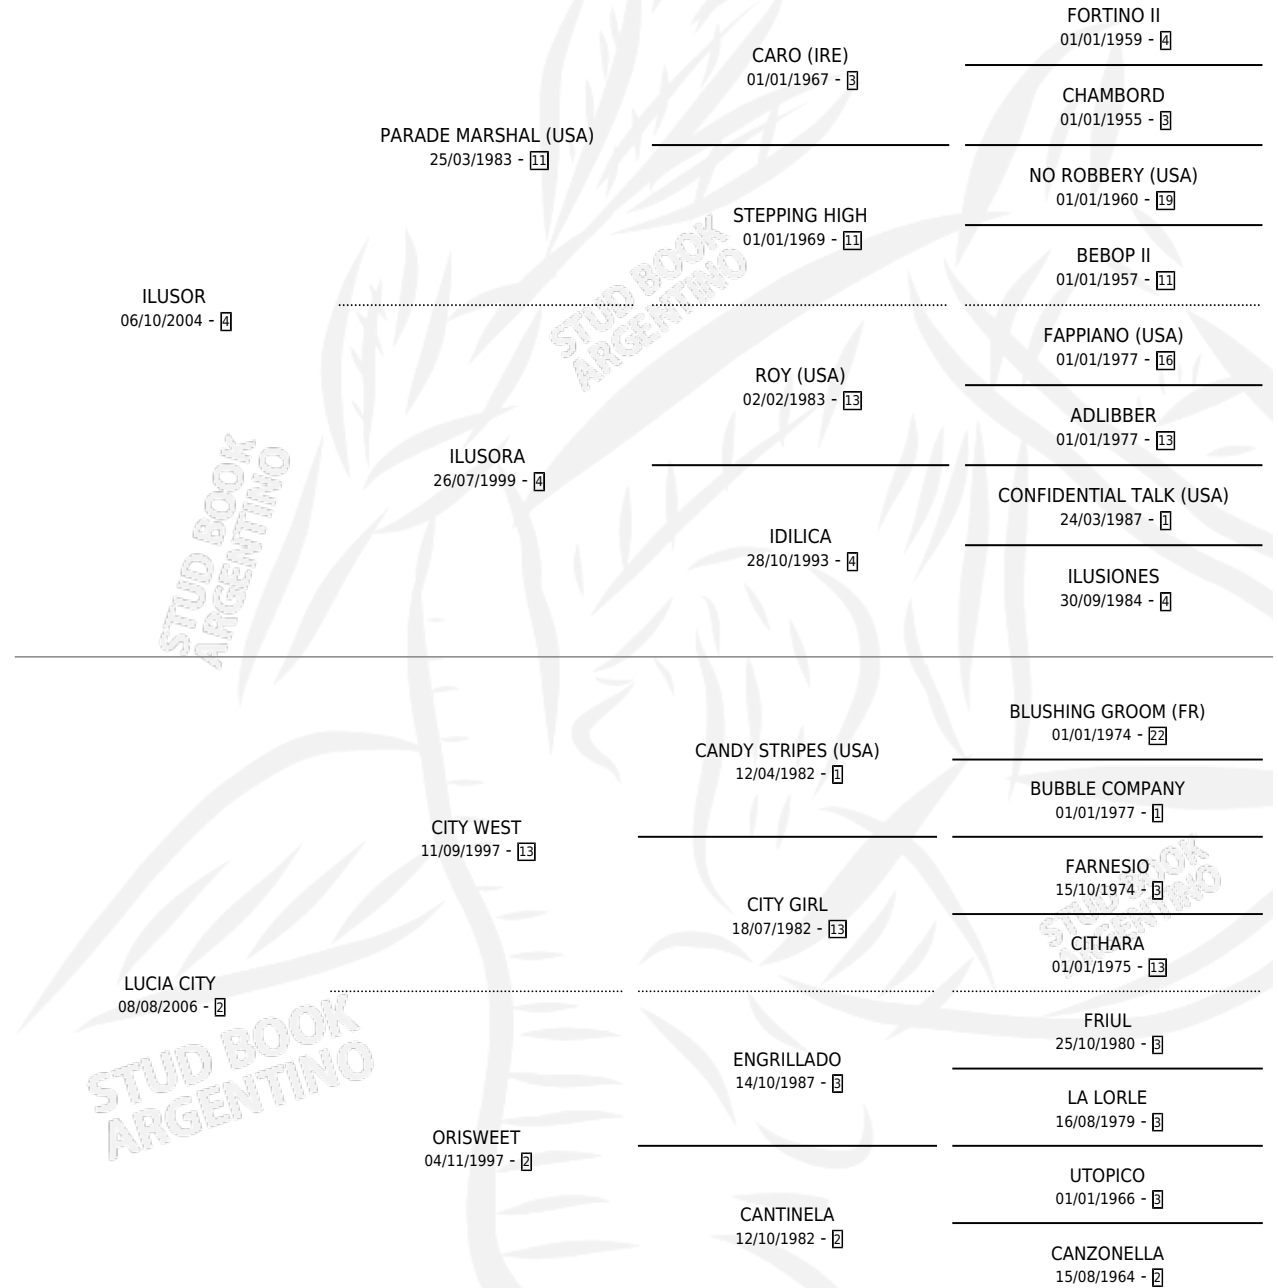 FORTINO II
01/01/1959 - 4
CARO (IRE)
01/01/1967 - 3
CHAMBORD
01/01/1955 - 3
PARADE MARSHAL (USA)
25/03/1983 - 11
NO ROBBERY (USA)
01/01/1960 - 19
STEPPING HIGH
01/01/1969 - 11
BEBOP II
01/01/1957 - 11
ILUSOR
06/10/2004 - 4
FAPPIANO (USA)
01/01/1977 - 16
ROY (USA)
02/02/1983 - 13
ADLIBBER
01/01/1977 - 13
ILUSORA
26/07/1999 - 4
CONFIDENTIAL TALK (USA)
24/03/1987 - 1
IDILICA
28/10/1993 - 4
ILUSIONES
30/09/1984 - 4
BLUSHING GROOM (FR)
01/01/1974 - 22
CANDY STRIPES (USA)
12/04/1982 - 1
BUBBLE COMPANY
01/01/1977 - 1
CITY WEST
11/09/1997 - 13
FARNESIO
15/10/1974 - 3
CITY GIRL
18/07/1982 - 13
CITHARA
01/01/1975 - 13
LUCIA CITY
08/08/2006 - 2
FRIUL
25/10/1980 - 3
ENGRILLADO
14/10/1987 - 3
LA LORLE
16/08/1979 - 3
ORISWEET
04/11/1997 - 2
UTOPICO
01/01/1966 - 3
CANTINELA
12/10/1982 - 2
CANZONELLA
15/08/1964 - 2
STUD BOOK
ARGENTINO
STUD BOOK
ARGENTINO
STUD BOOK
ARGENTINO
STUD BOOK
ARGENTINO